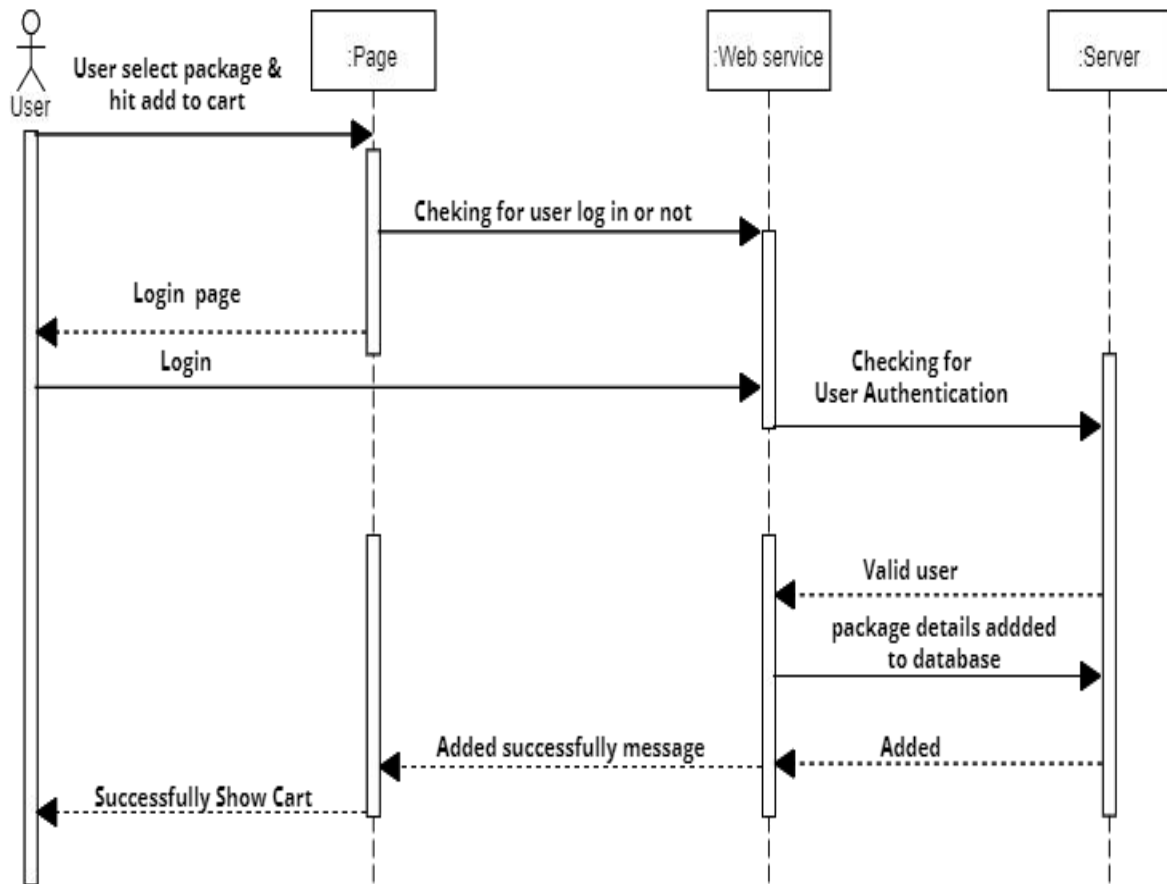 User
:Page
:Web service
:Server
User select package &
hit add to cart
Cheking for user log in or not
Login page
Login
Checking for
User Authentication
Valid user
package details addded
to database
Added successfully message
Added
Successfully Show Cart